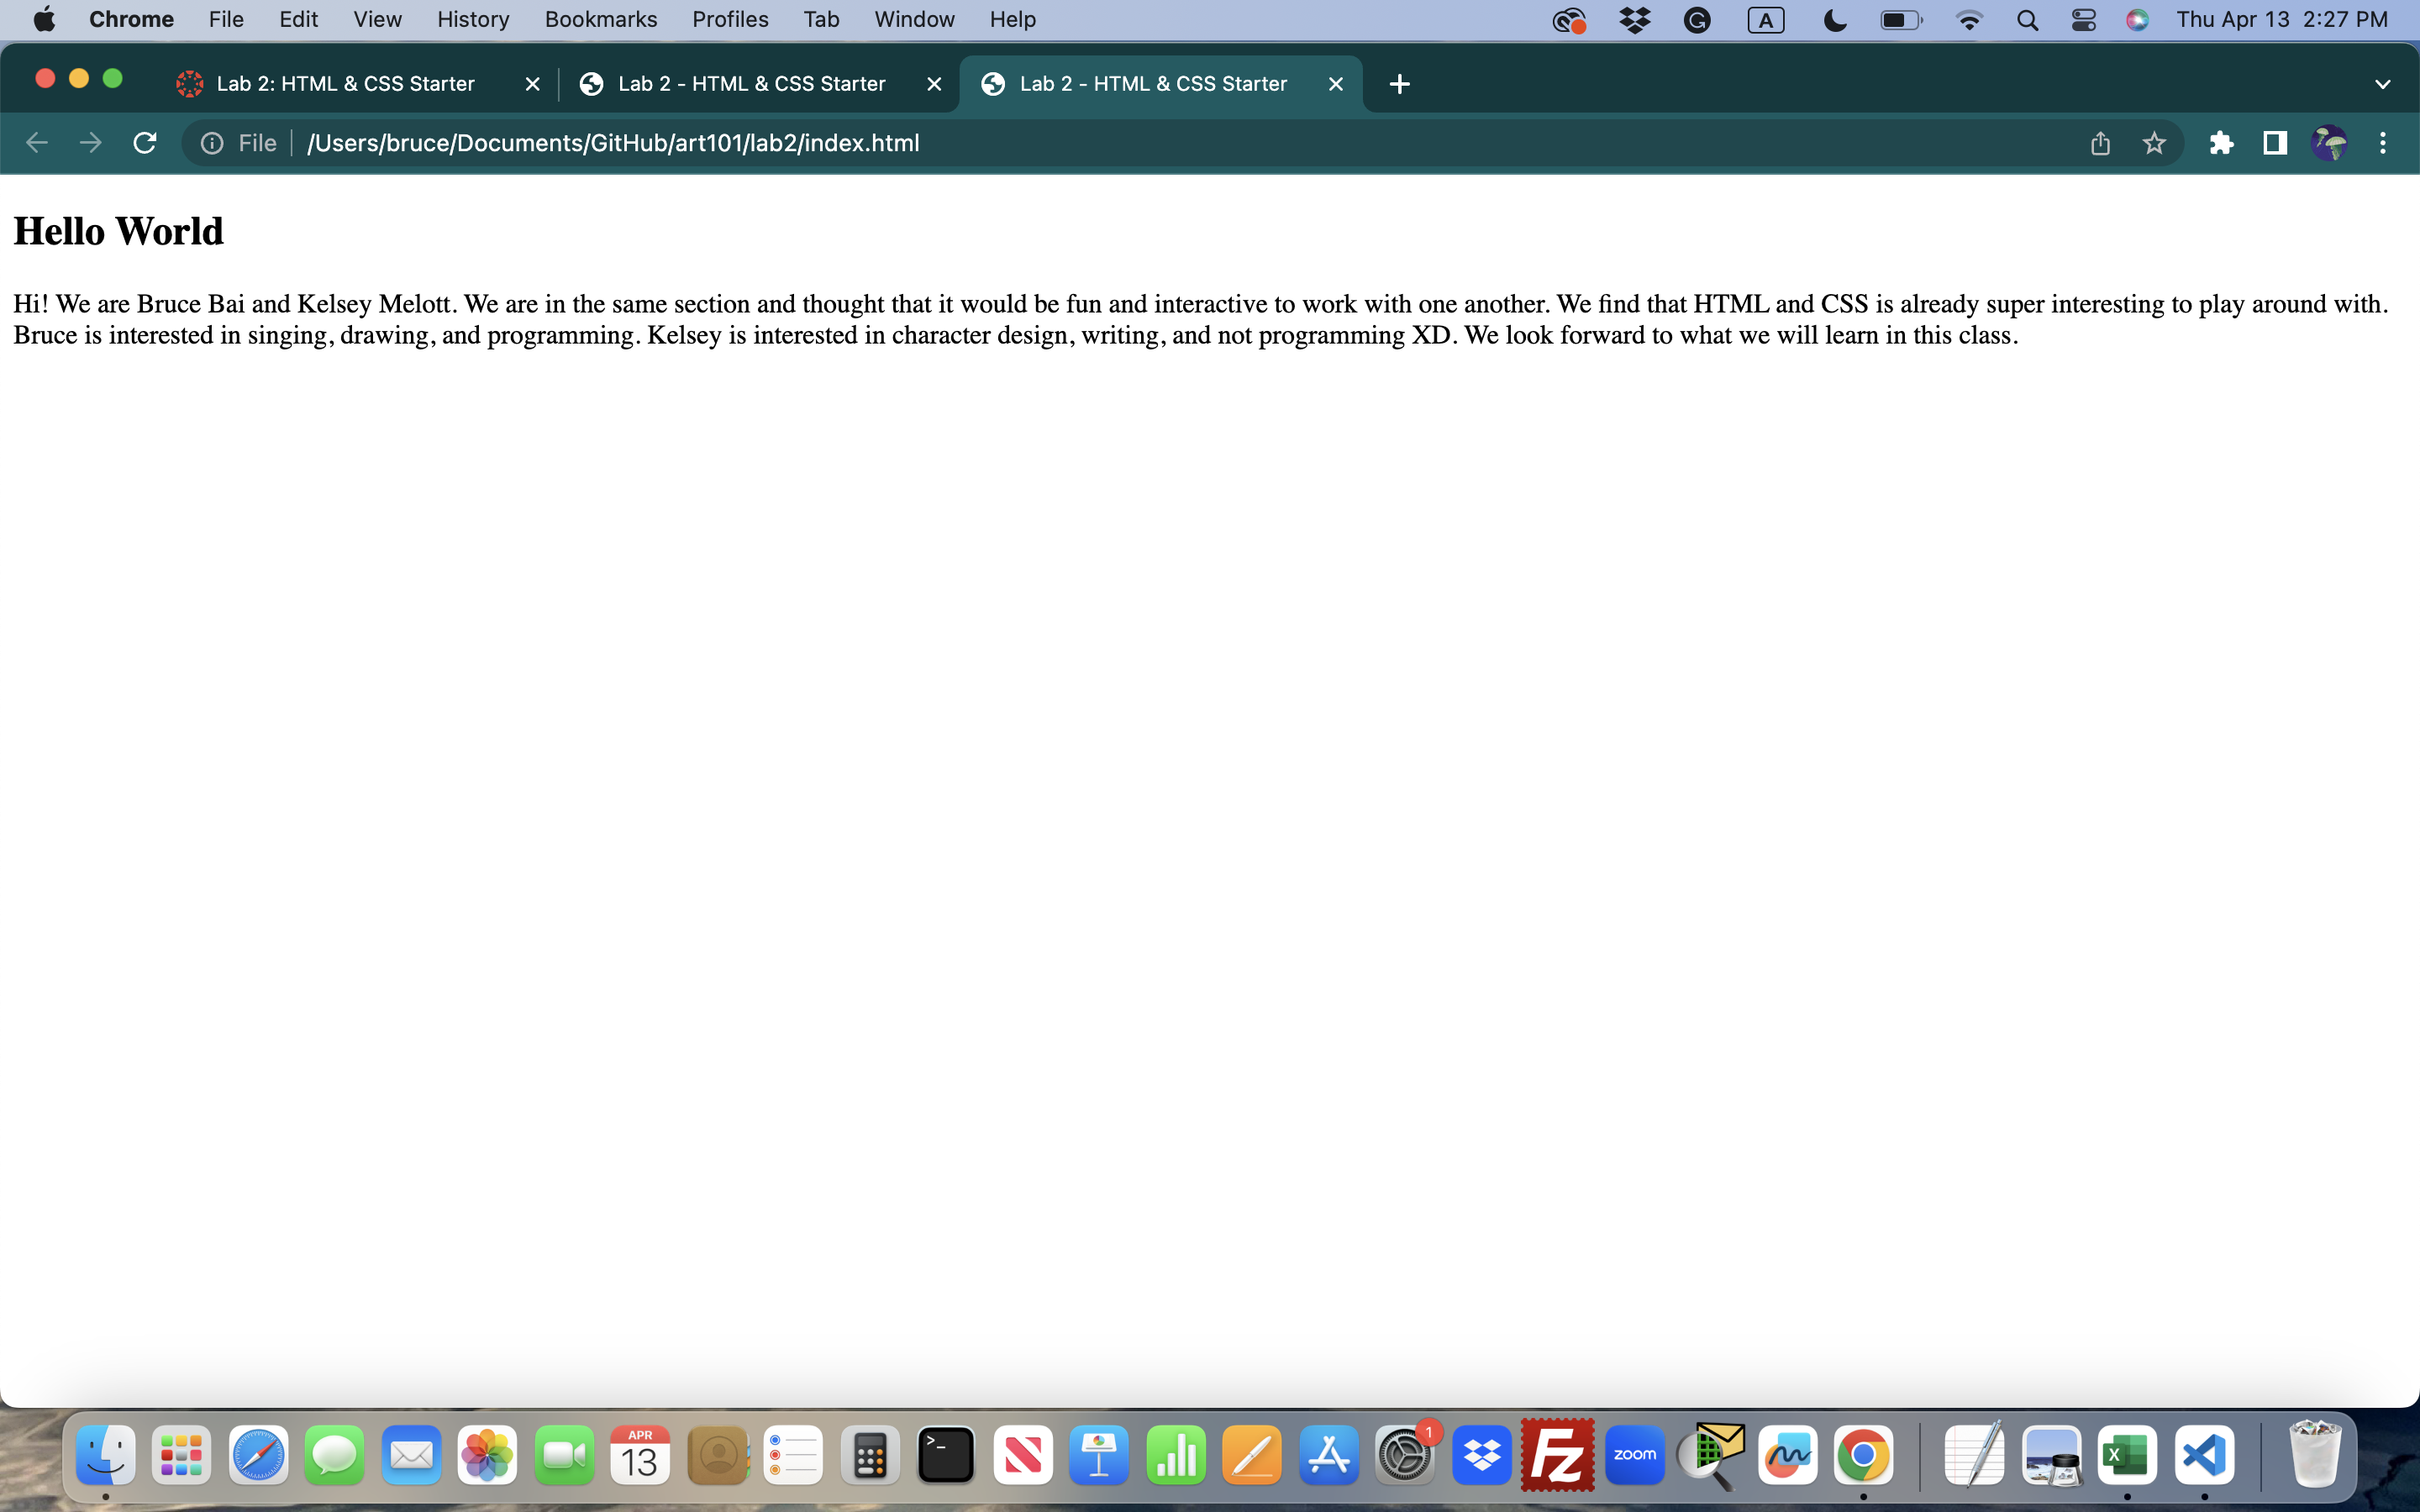 Chrome File Edit View History Bookmarks Profiles Tab Window Help A Thu Apr 13 2:27 PM
Lab 2: HTML & CSS Starter Lab 2 - HTML & CSS Starter Lab 2 - HTML & CSS Starter
File /Users/bruce/Documents/GitHub/art101/lab2/index.html
Hello World
Hi! We are Bruce Bai and Kelsey Melott. We are in the same section and thought that it would be fun and interactive to work with one another. We find that HTML and CSS is already super interesting to play around with.
Bruce is interested in singing, drawing, and programming. Kelsey is interested in character design, writing, and not programming XD. We look forward to what we will learn in this class.
APR
13
>_
1
Fz
zoom
X